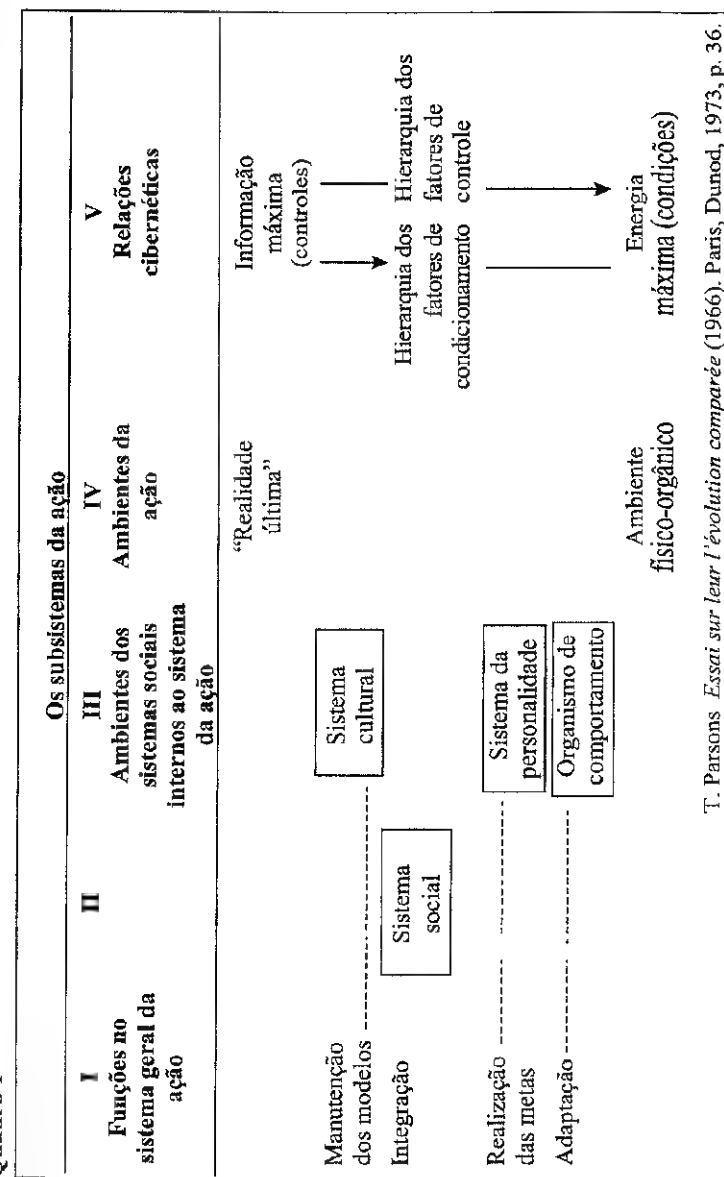 Os subsistemas da ação
I
Funções no
sistema geral da
ação
II
III
Ambientes dos
sistemas sociais
internos ao sistema
da ação
IV
Ambientes da
ação
V
Relações
cibernéticas
"Realidade
última"
Informação
máxima
(controles)
Manutenção
dos modelos
Sistema
cultural
Integração
Sistema
social
Hierarquia dos
fatores de
condicionamento
Hierarquia dos
fatores de
controle
Realização
das metas
Sistema da
personalidade
Adaptação
Organismo de
comportamento
Ambiente
físico-orgânico
Energia
máxima (condições)
T. Parsons Essai sur leur l'évolution comparée (1966). Paris, Dunod, 1973, p. 36.